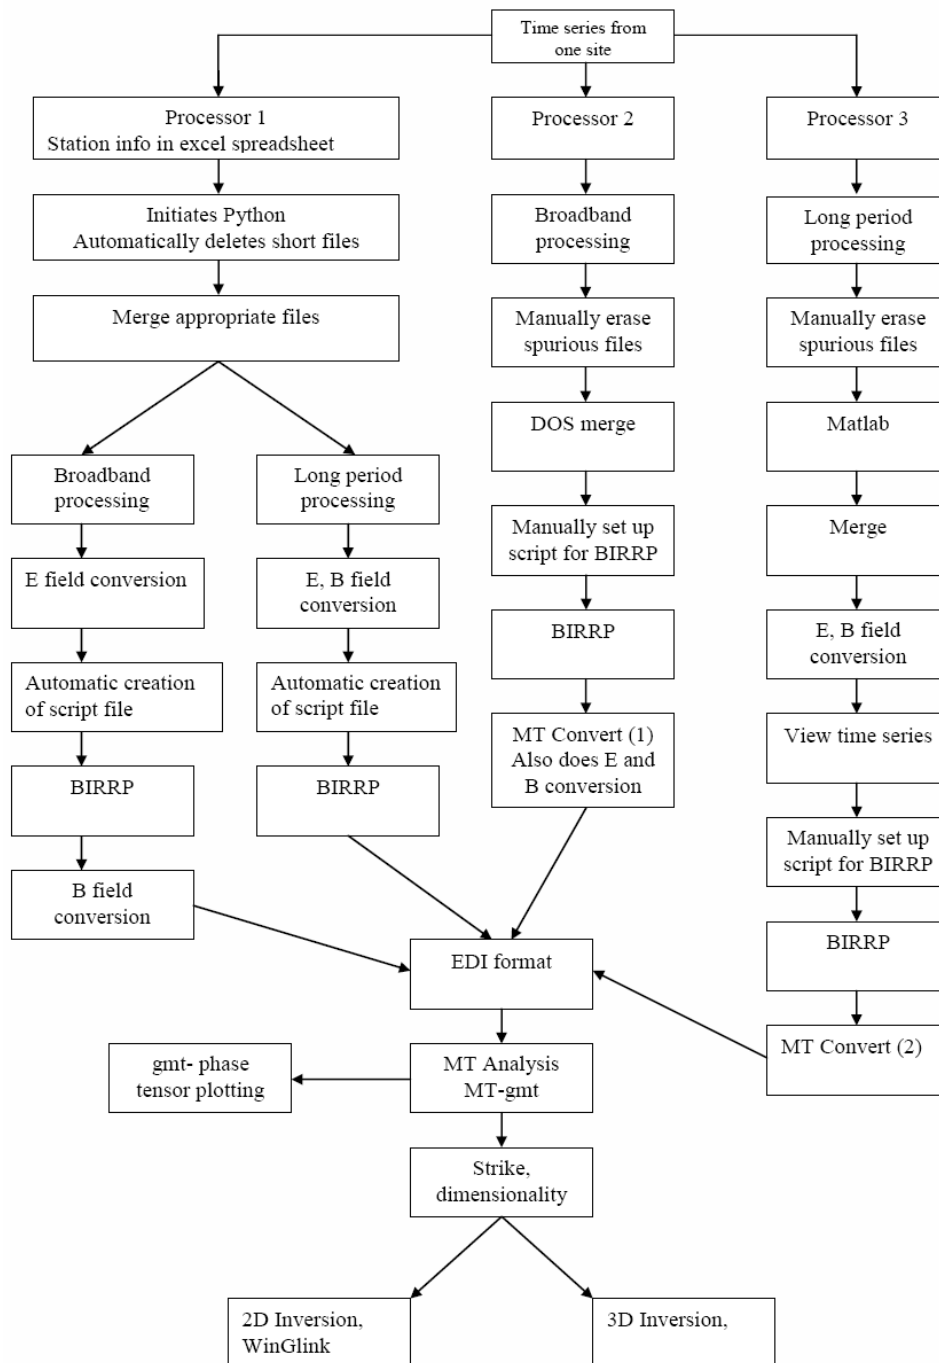 Time series from
one site
Processor 1
Station info in excel spreadsheet
Processor 2
Processor 3
Initiates Python
Automatically deletes short files
Broadband
processing
Long period
processing
Merge appropriate files
Manually erase
spurious files
Manually erase
spurious files
DOS merge
Matlab
Broadband
processing
Long period
processing
Manually set up
script for BIRRP
Merge
E field conversion
E, B field
conversion
BIRRP
E, B field
conversion
Automatic creation
of script file
Automatic creation
of script file
MT Convert (1)
Also does E and
B conversion
View time series
BIRRP
BIRRP
Manually set up
script for BIRRP
B field
conversion
EDI format
BIRRP
gmt- phase
tensor plotting
MT Analysis
MT-gmt
MT Convert (2)
Strike,
dimensionality
2D Inversion,
WinGlink
3D Inversion,